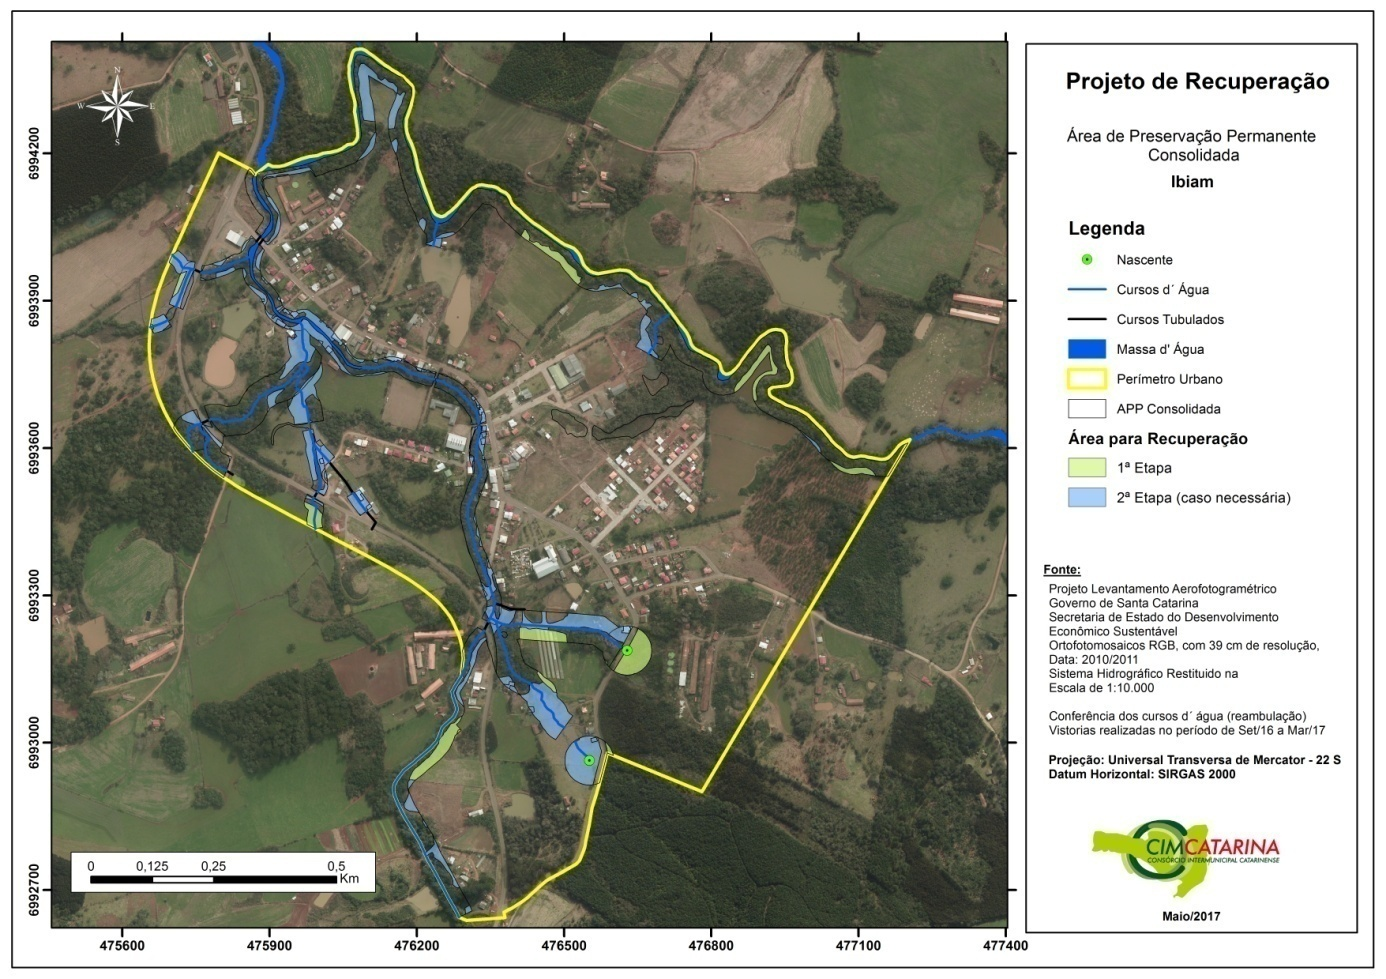 Projeto de Recuperação
Área de Preservação Permanente
Consolidada
Ibiam
Legenda
Nascente
Cursos d´ Água
Cursos Tubulados
Massa d' Água
Perímetro Urbano
APP Consolidada
Área para Recuperação
1ª Etapa
2ª Etapa (caso necessária)
Fonte:
Projeto Levantamento Aerofotogramétrico
Governo de Santa Catarina
Secretaria de Estado do Desenvolvimento
Econômico Sustentável
Ortofotomosaicos RGB, com 39 cm de resolução,
Data: 2010/2011
Sistema Hidrográfico Restituido na
Escala de 1:10.000
Conferência dos cursos d´ água (reambulação)
Vistorias realizadas no período de Set/16 a Mar/17
Projeção: Universal Transversa de Mercator - 22 S
Datum Horizontal: SIRGAS 2000
CIMCATARINA
CONSÓRCIO INTERMUNICIPAL CATARINENSE
Maio/2017
N
W E
S
6994200
6993900
6993600
6993300
6993000
6992700
0 0,125 0,25 0,5
Km
475600 475900 476200 476500 476800 477100 477400